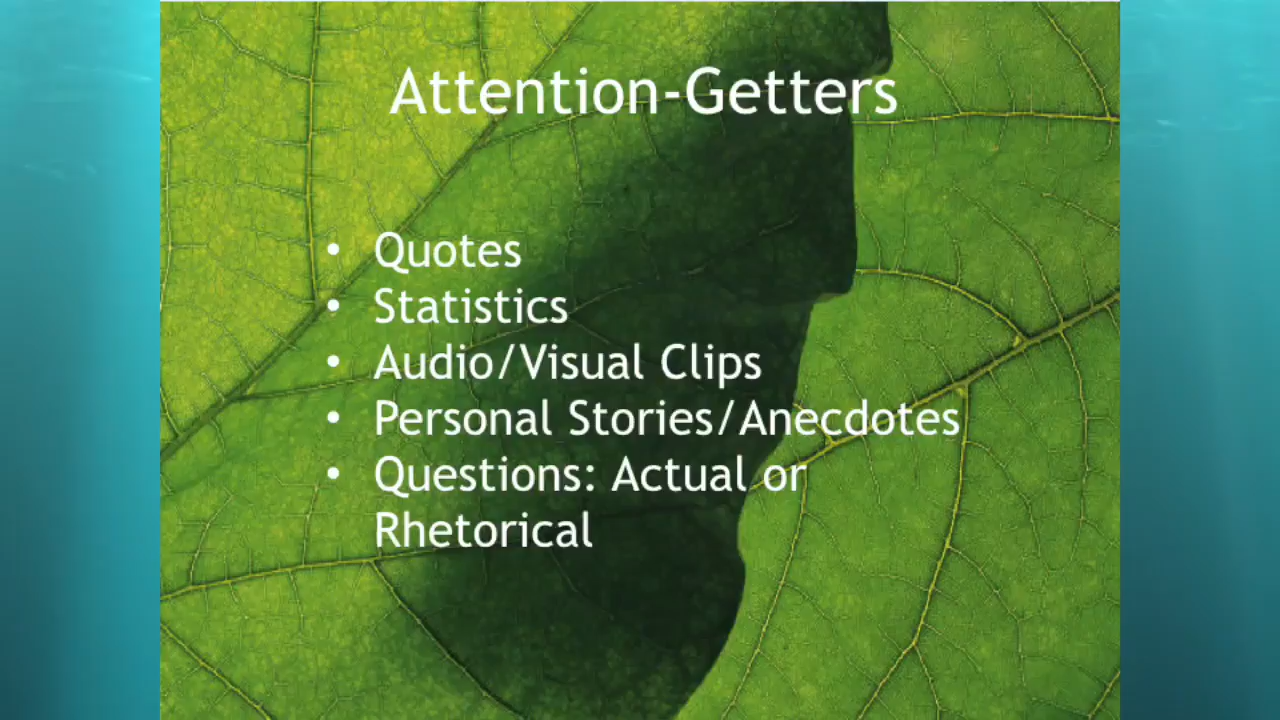 Attention-Getters
• Quotes
• Statistics
• Audio/Visual Clips
• Personal Stories/Anecdotes
• Questions: Actual or
Rhetorical